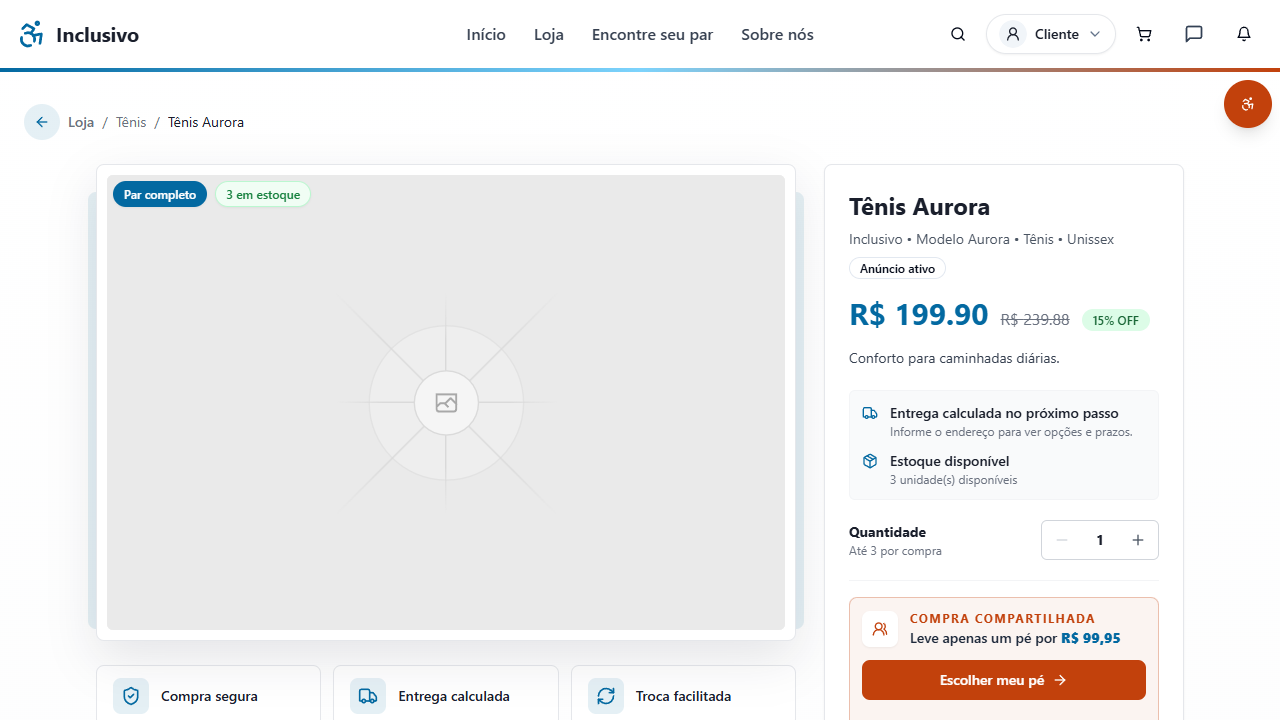 Inclusivo
Início Loja Encontre seu par Sobre nós
Cliente
Loja / Tênis / Tênis Aurora
Par completo 3 em estoque
Tênis Aurora
Inclusivo • Modelo Aurora • Tênis • Unissex
Anúncio ativo
R$ 199.90 R$ 239.88 15% OFF
Conforto para caminhadas diárias.
Entrega calculada no próximo passo
Informe o endereço para ver opções e prazos.
Estoque disponível
3 unidade(s) disponíveis
Quantidade
Até 3 por compra
1
COMPRA COMPARTILHADA
Leve apenas um pé por R$ 99,95
Escolher meu pé
Compra segura
Entrega calculada
Troca facilitada